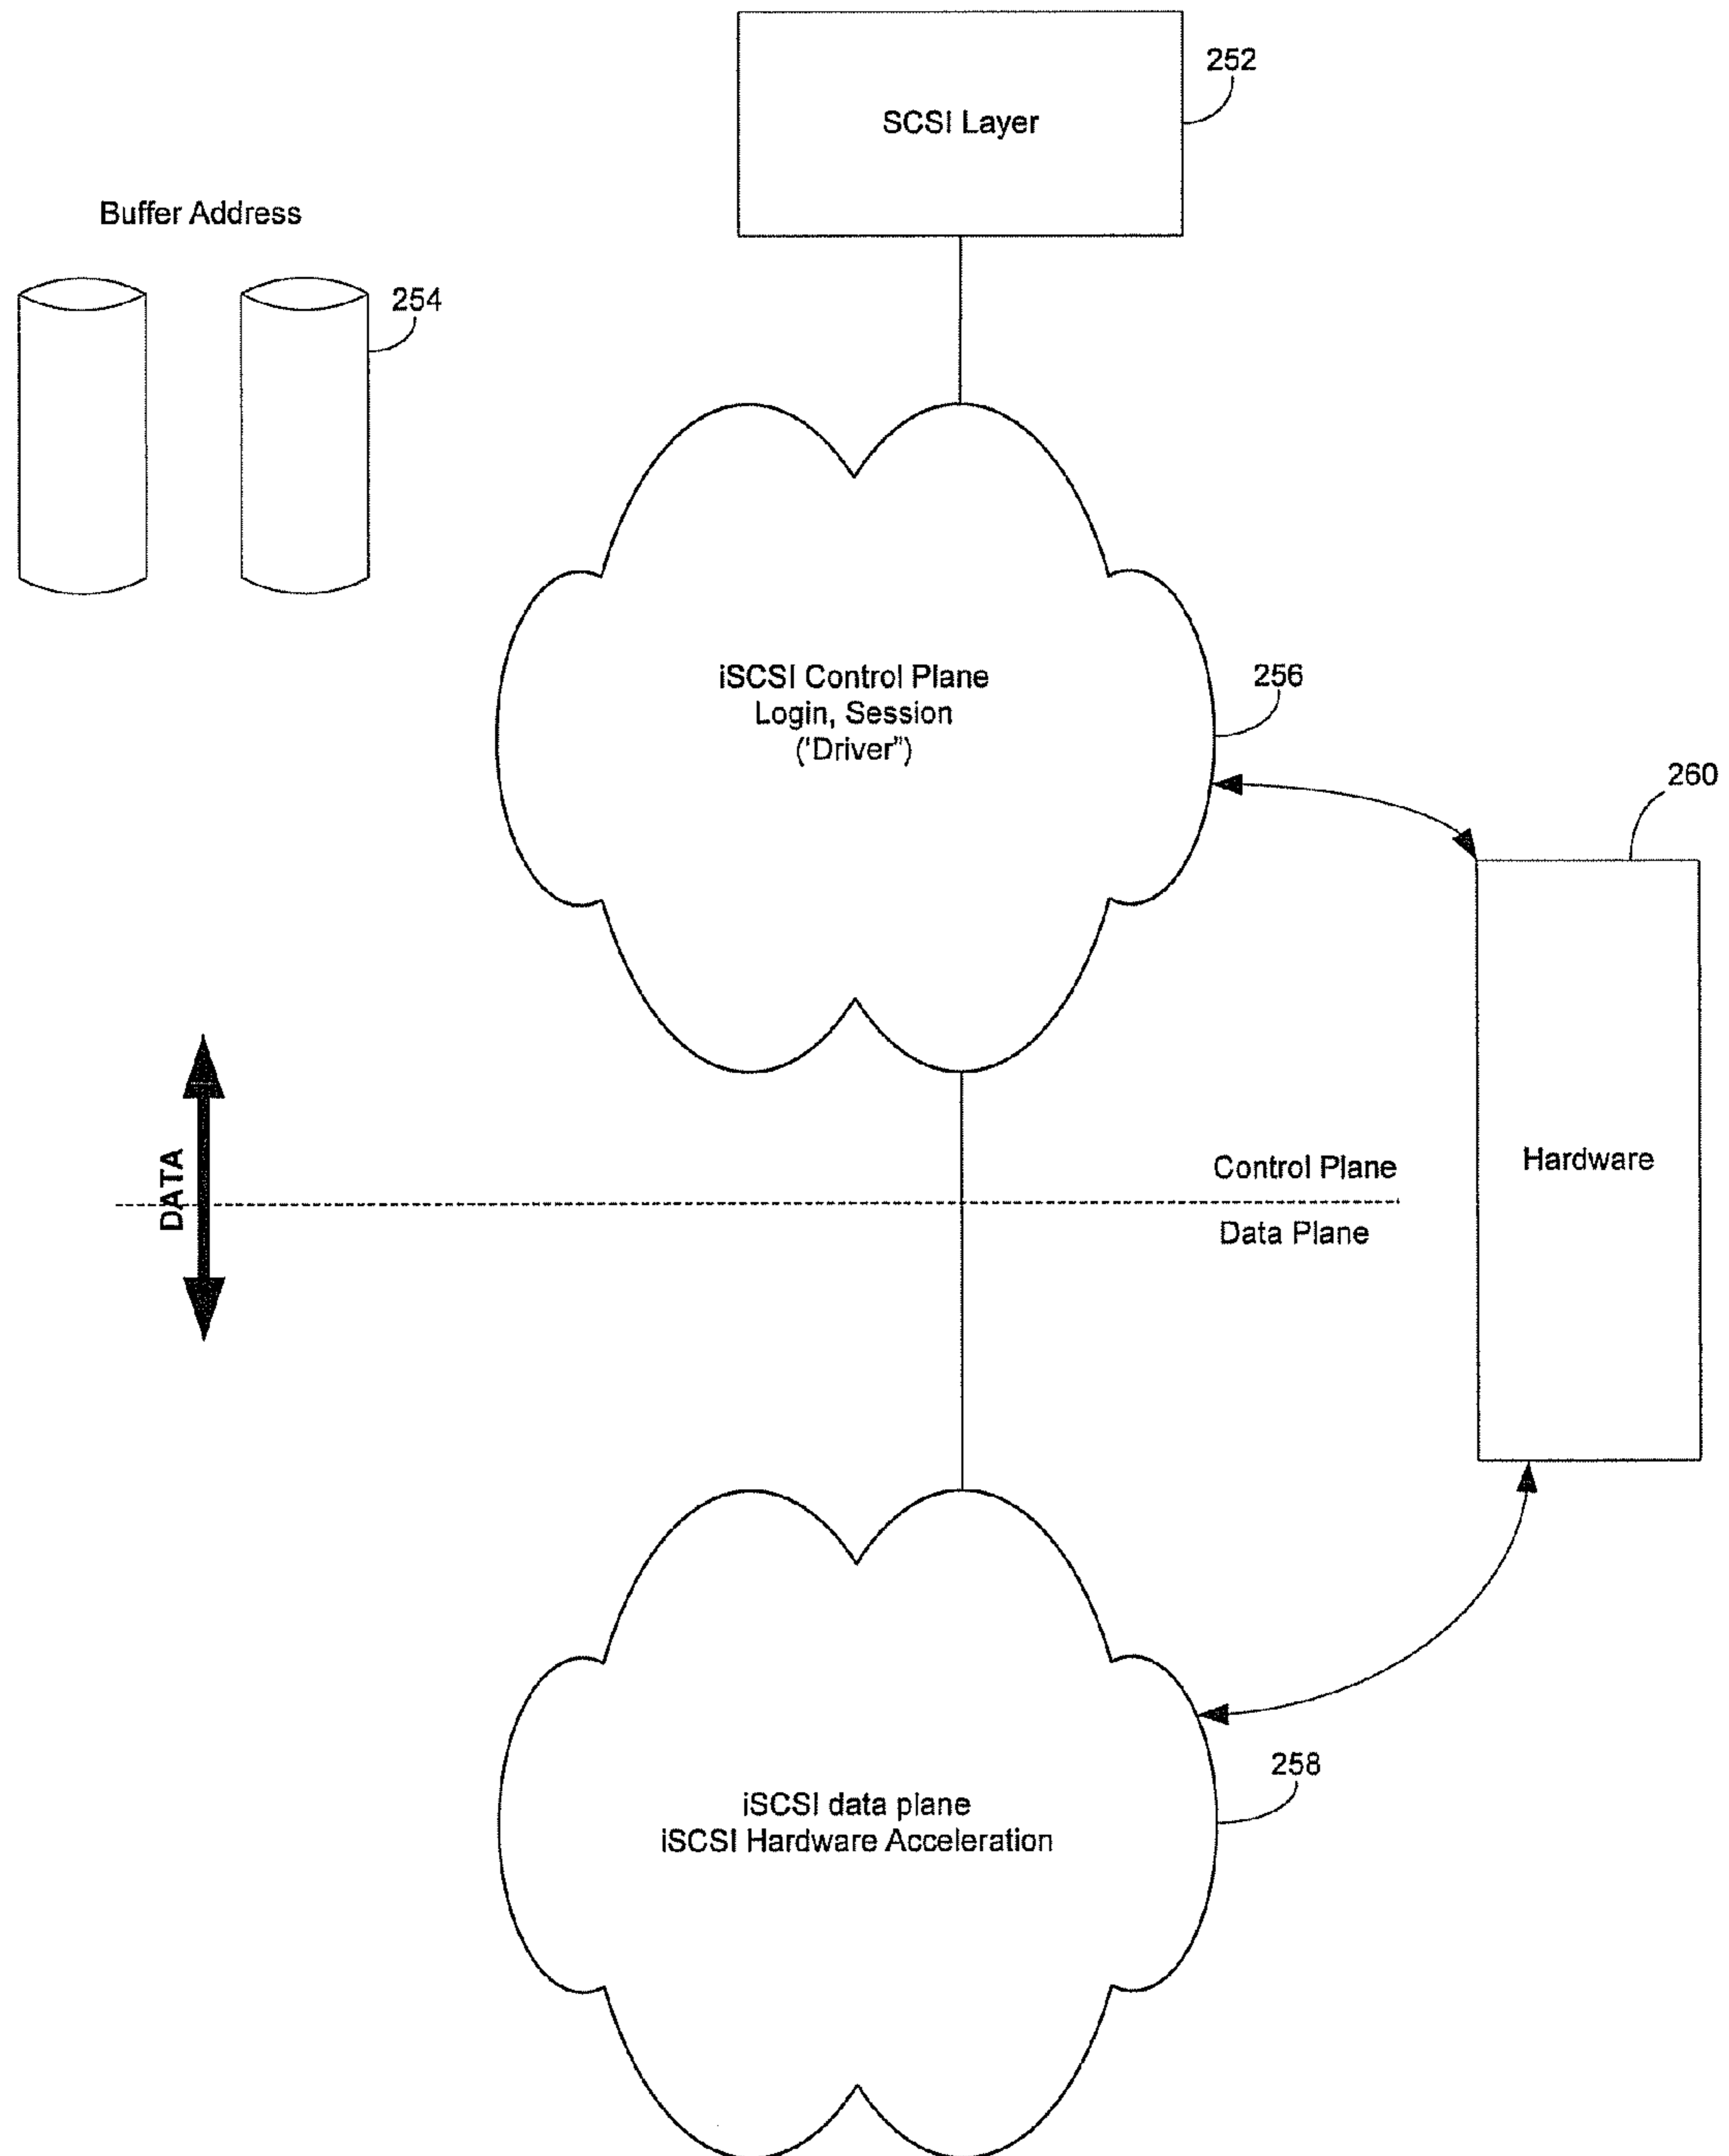 252
SCSI Layer
Buffer Address
254
iSCSI Control Plane
Login, Session
('Driver")
256
260
Control Plane
Hardware
DATA
Data Plane
258
iSCSI data plane
iSCSI Hardware Acceleration